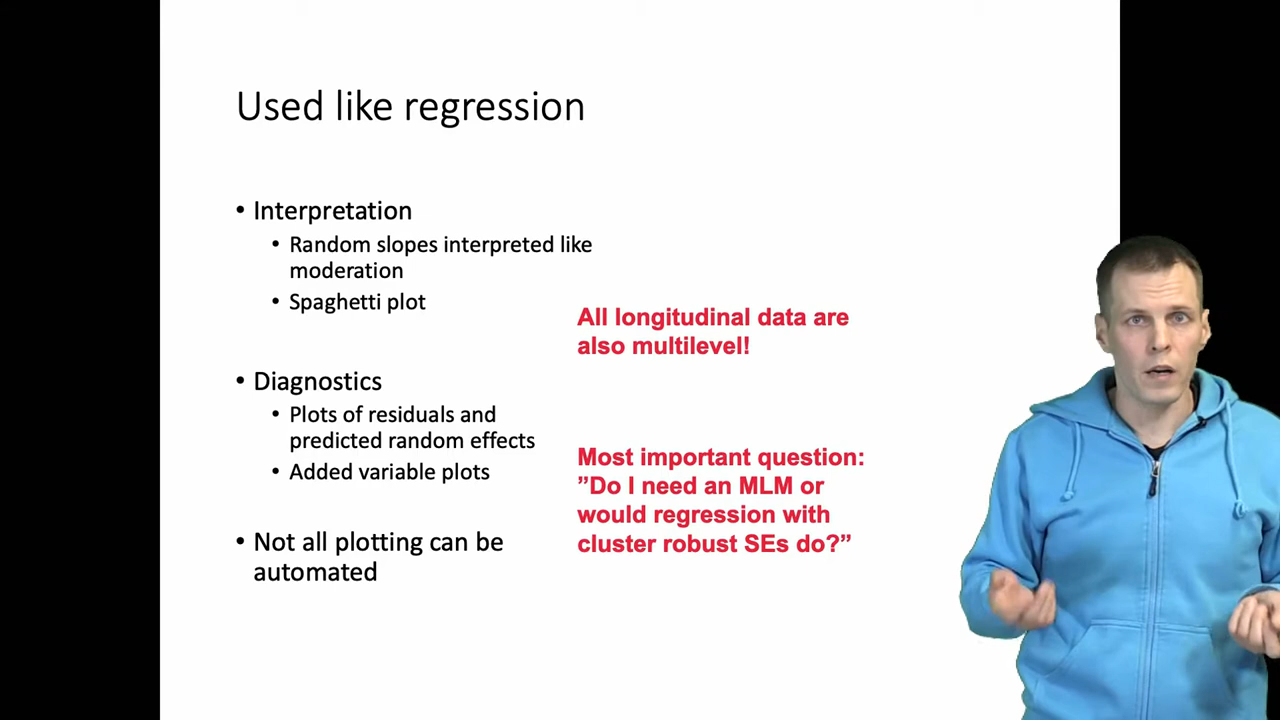 Used like regression
• Interpretation
• Random slopes interpreted like
moderation
• Spaghetti plot
• Diagnostics
• Plots of residuals and
predicted random effects
• Added variable plots
• Not all plotting can be
automated
All longitudinal data are
also multilevel!
Most important question:
”Do I need an MLM or
would regression with
cluster robust SEs do?”